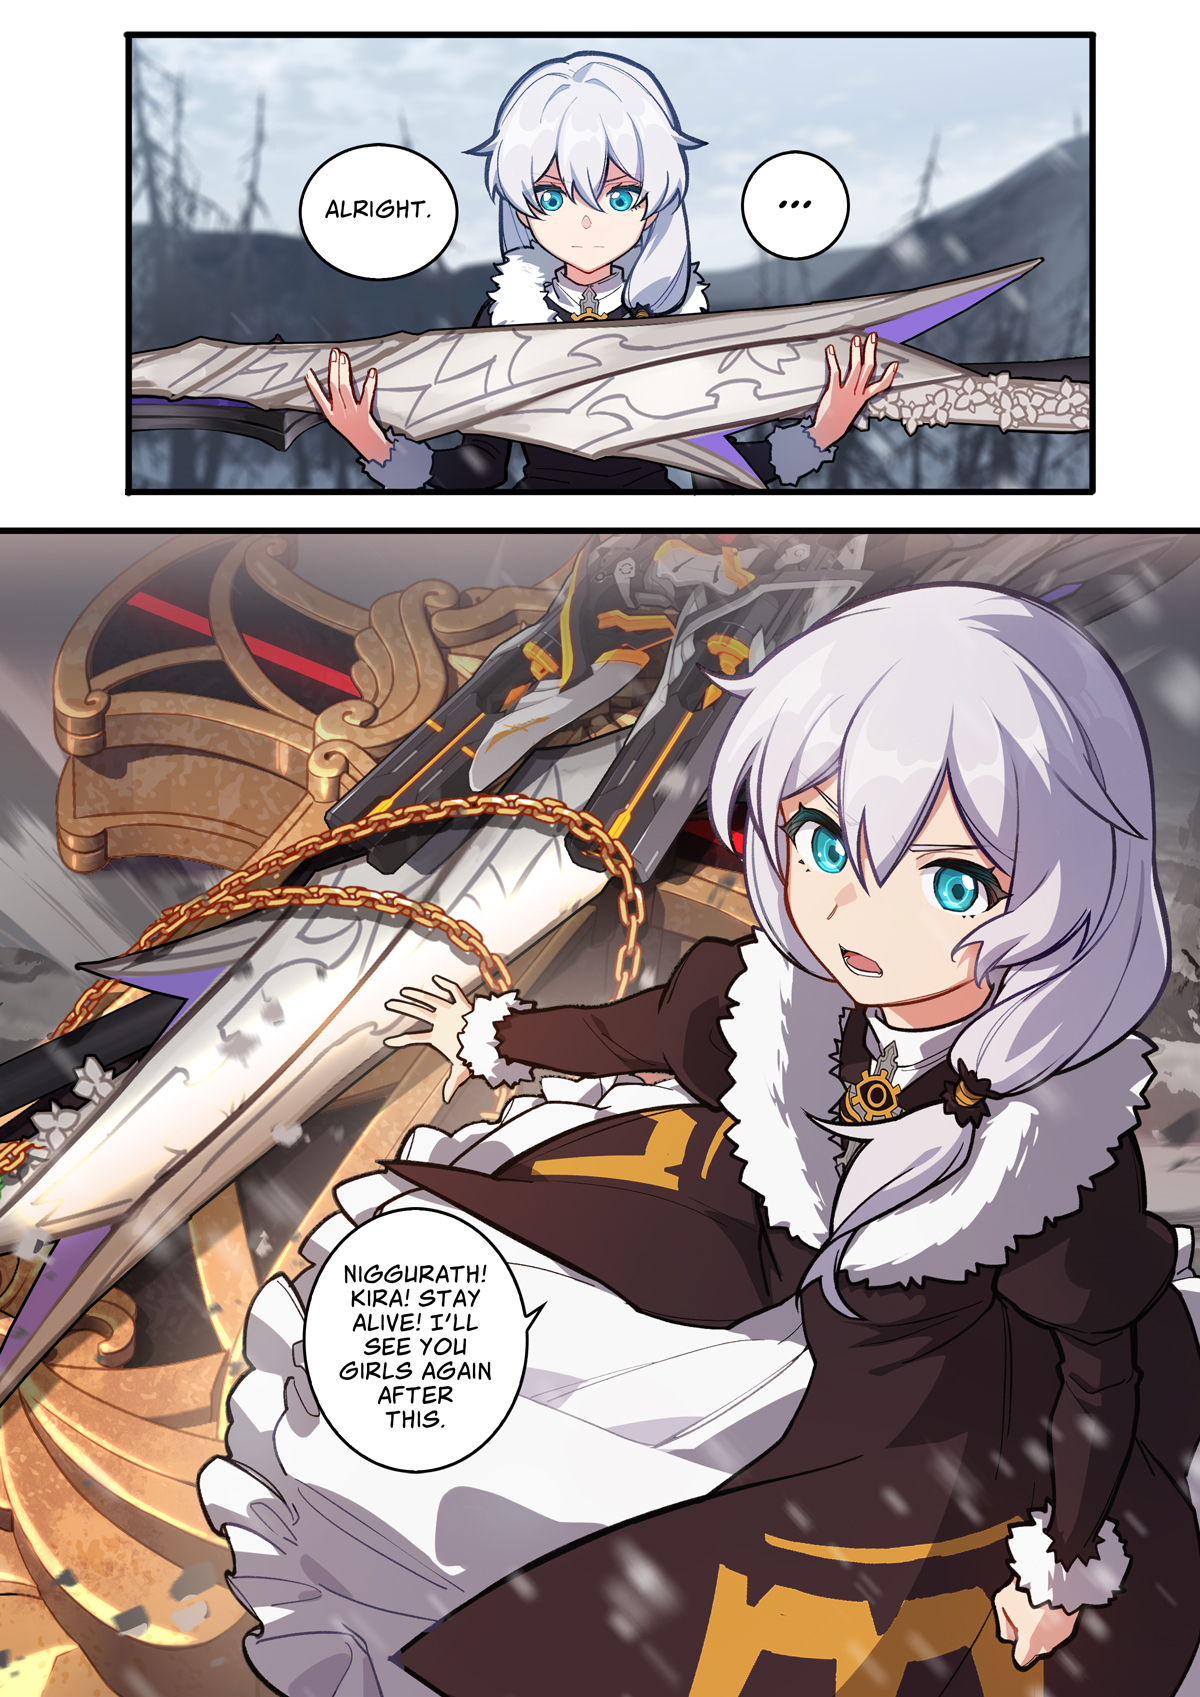 ALRIGHT.
...
NIGGURATH!
KIRA! STAY
ALIVE! I'LL
SEE YOU
GIRLS AGAIN
AFTER
THIS.